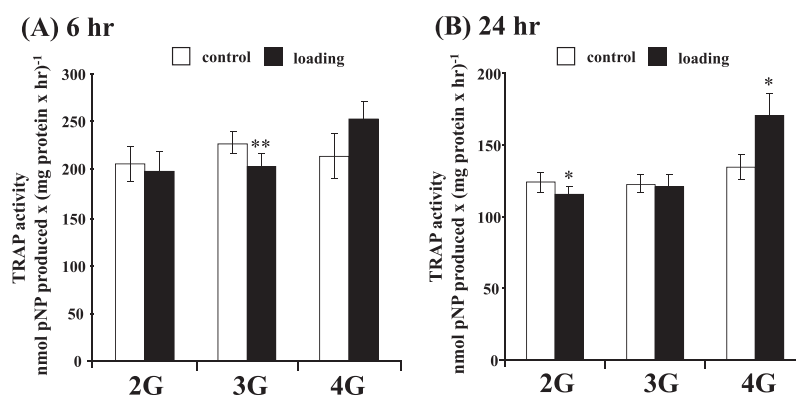 (A) 6 hr
control
loading
TRAP activity
nmol pNP produced x (mg protein x hr)-1
300
250
200
150
100
50
0
**
2G
3G
4G
(B) 24 hr
control
loading
TRAP activity
nmol pNP produced x (mg protein x hr)-1
200
150
100
50
0
*
*
2G
3G
4G